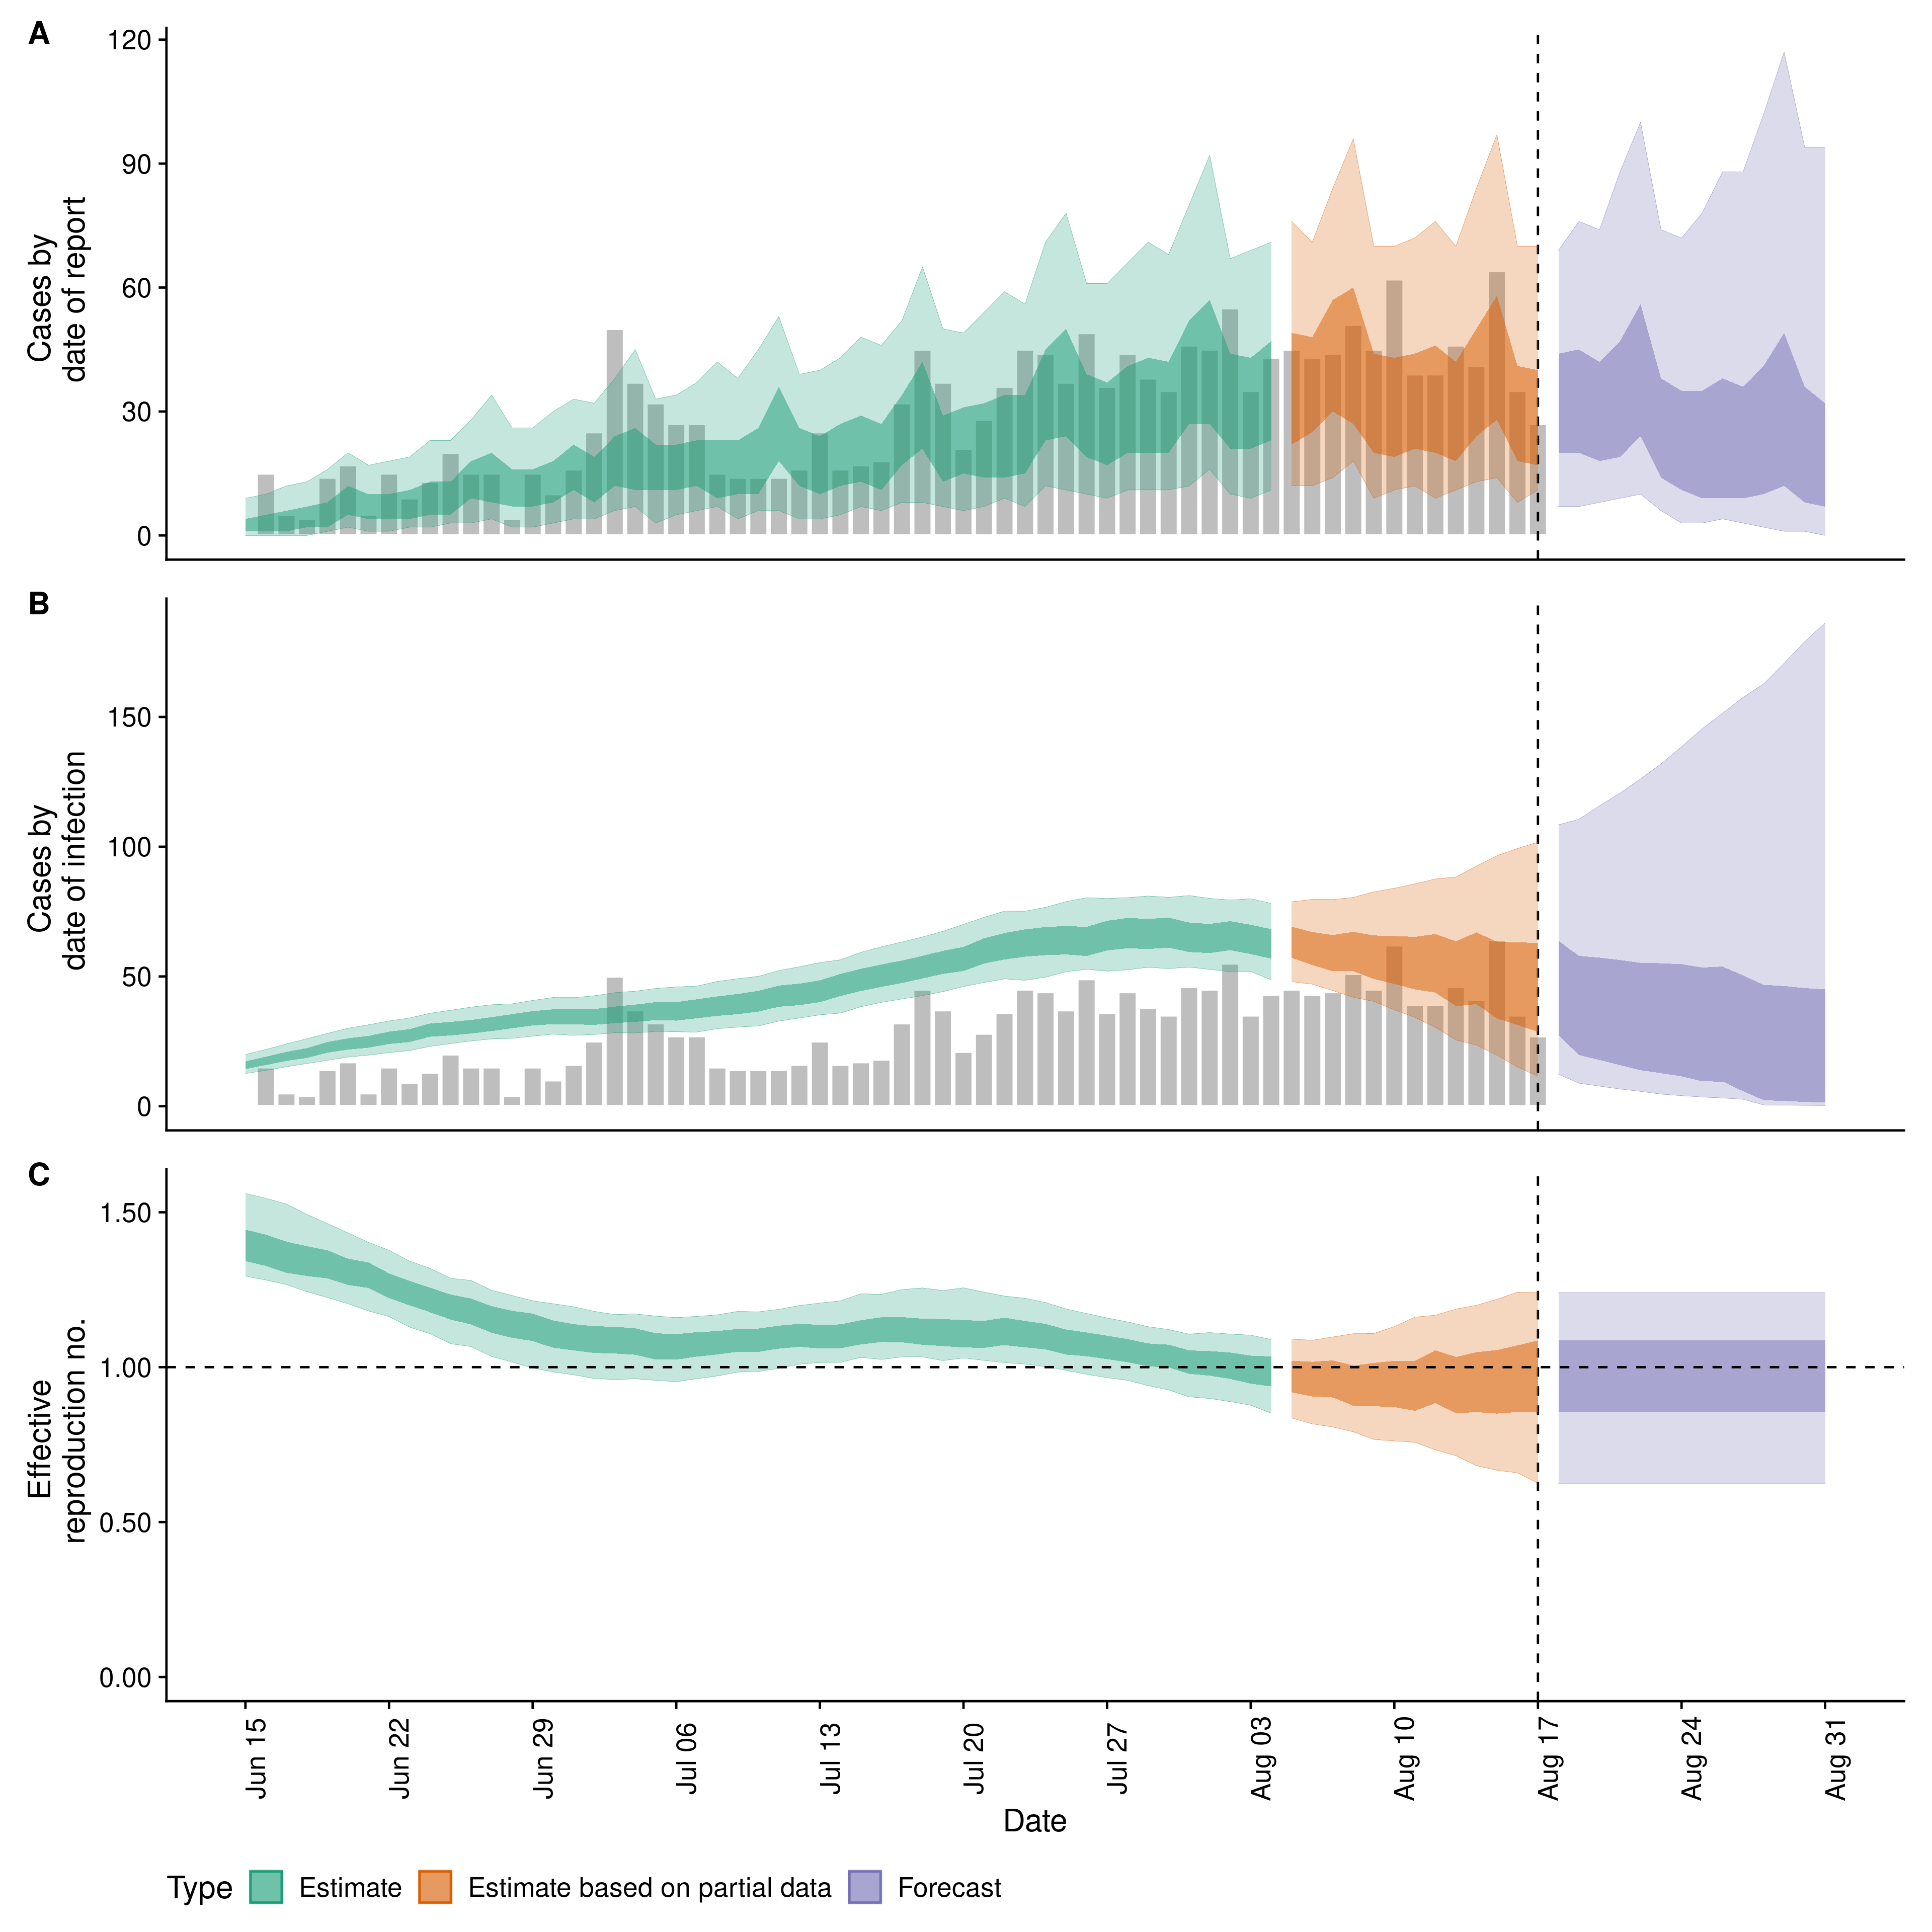 A
120
90
60
30
0
Cases by
date of report
B
150
100
50
0
Cases by
date of infection
C
1.50
1.00
0.50
0.00
Effective
reproduction no.
Jun 15
Jun 22
Jun 29
Jul 06
Jul 13
Jul 20
Jul 27
Aug 03
Aug 10
Aug 17
Aug 24
Aug 31
Date
Type
Estimate
Estimate based on partial data
Forecast